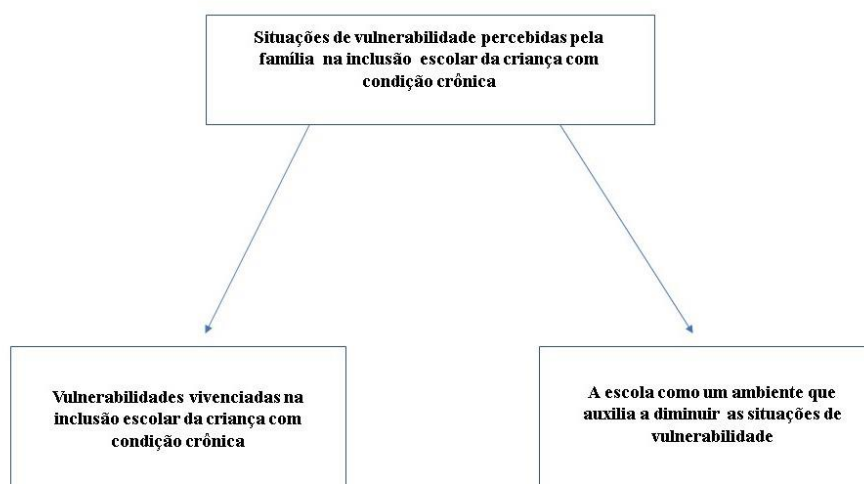 Situações de vulnerabilidade percebidas pela
família na inclusão escolar da criança com
condição crônica
Vulnerabilidades vivenciadas na
inclusão escolar da criança com
condição crônica
A escola como um ambiente que
auxilia a diminuir as situações de
vulnerabilidade